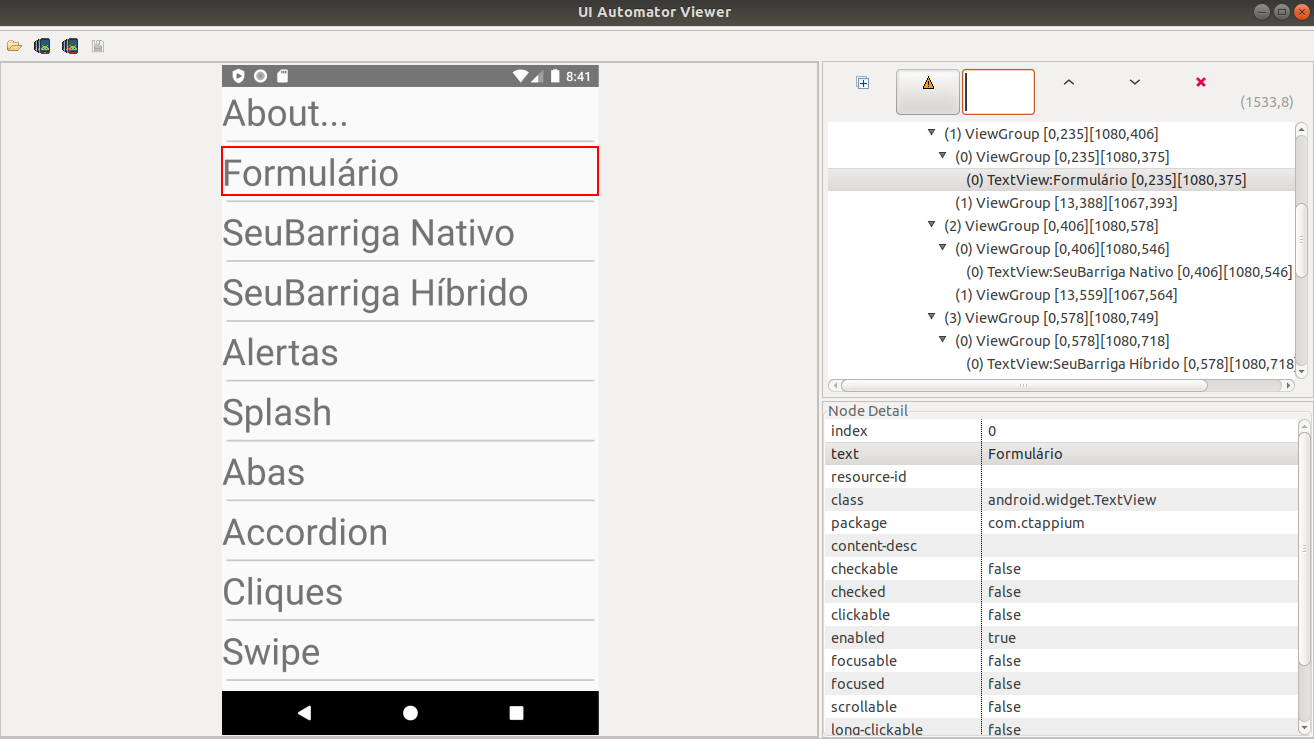 UI Automator Viewer
8:41
About...
Formulário
SeuBarriga Nativo
SeuBarriga Híbrido
Alertas
Splash
Abas
Accordion
Cliques
Swipe
(1533,8)
(1) ViewGroup [0,235][1080,406]
(0) ViewGroup [0,235][1080,375]
(0) TextView:Formulário [0,235][1080,375]
(1) ViewGroup [13,388][1067,393]
(2) ViewGroup [0,406][1080,578]
(0) ViewGroup [0,406][1080,546]
(0) TextView:SeuBarriga Nativo [0,406][1080,546]
(1) ViewGroup [13,559][1067,564]
(3) ViewGroup [0,578][1080,749]
(0) ViewGroup [0,578][1080,718]
(0) TextView:SeuBarriga Híbrido [0,578][1080,718]
Node Detail
index 0
text Formulário
resource-id
class android.widget.TextView
package com.ctappium
content-desc
checkable false
checked false
clickable false
enabled true
focusable false
focused false
scrollable false
long-clickable false